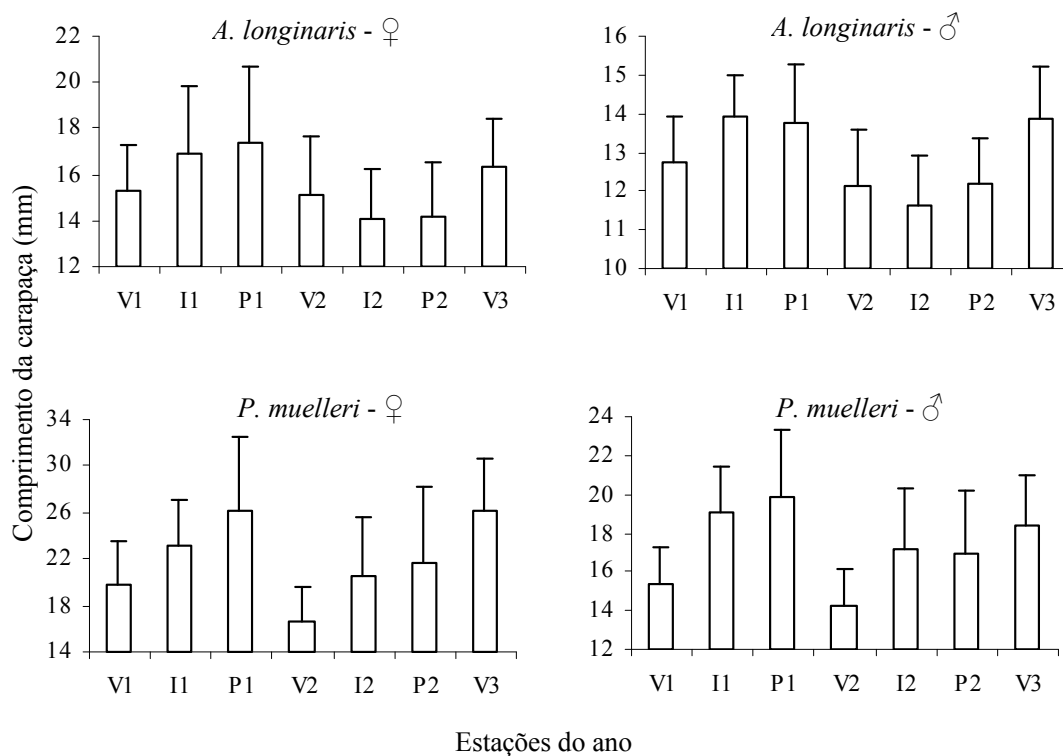 Comprimento da carapaça (mm)
A. longinaris - ♀
22
20
18
16
14
12
V1 I1 P1 V2 I2 P2 V3
A. longinaris - ♂
16
15
14
13
12
11
10
V1 I1 P1 V2 I2 P2 V3
P. muelleri - ♀
34
30
26
22
18
14
V1 I1 P1 V2 I2 P2 V3
P. muelleri - ♂
24
22
20
18
16
14
12
V1 I1 P1 V2 I2 P2 V3
Estações do ano